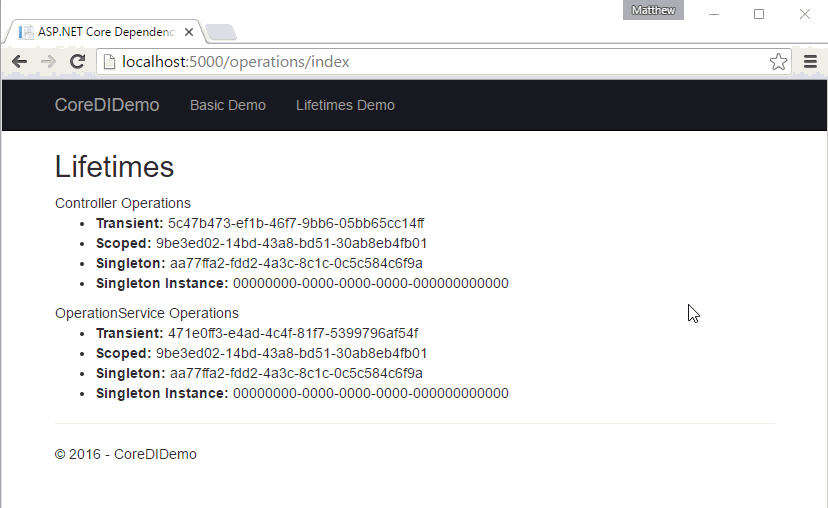 Matthew
ASP.NET Core Dependenc
localhost:5000/operations/index
CoreDIDemo Basic Demo Lifetimes Demo
Lifetimes
Controller Operations
• Transient: 5c47b473-ef1b-46f7-9bb6-05bb65cc14ff
• Scoped: 9be3ed02-14bd-43a8-bd51-30ab8eb4fb01
• Singleton: aa77ffa2-fdd2-4a3c-8c1c-0c5c584c6f9a
• Singleton Instance: 00000000-0000-0000-0000-000000000000
OperationService Operations
• Transient: 471e0ff3-e4ad-4c4f-81f7-5399796af54f
• Scoped: 9be3ed02-14bd-43a8-bd51-30ab8eb4fb01
• Singleton: aa77ffa2-fdd2-4a3c-8c1c-0c5c584c6f9a
• Singleton Instance: 00000000-0000-0000-0000-000000000000
© 2016 - CoreDIDemo